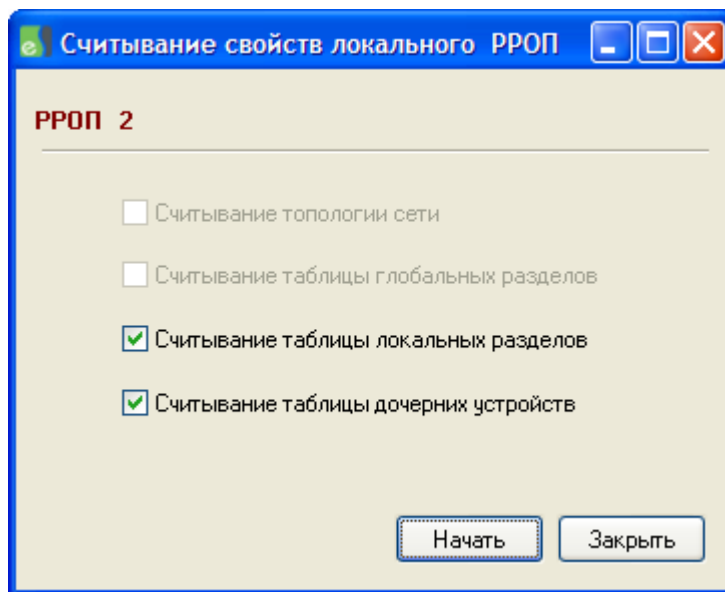 Считывание свойств локального РРОП
РРОП 2
Считывание топологии сети
Считывание таблицы глобальных разделов
Считывание таблицы локальных разделов
Считывание таблицы дочерних устройств
Начать
Закрыть